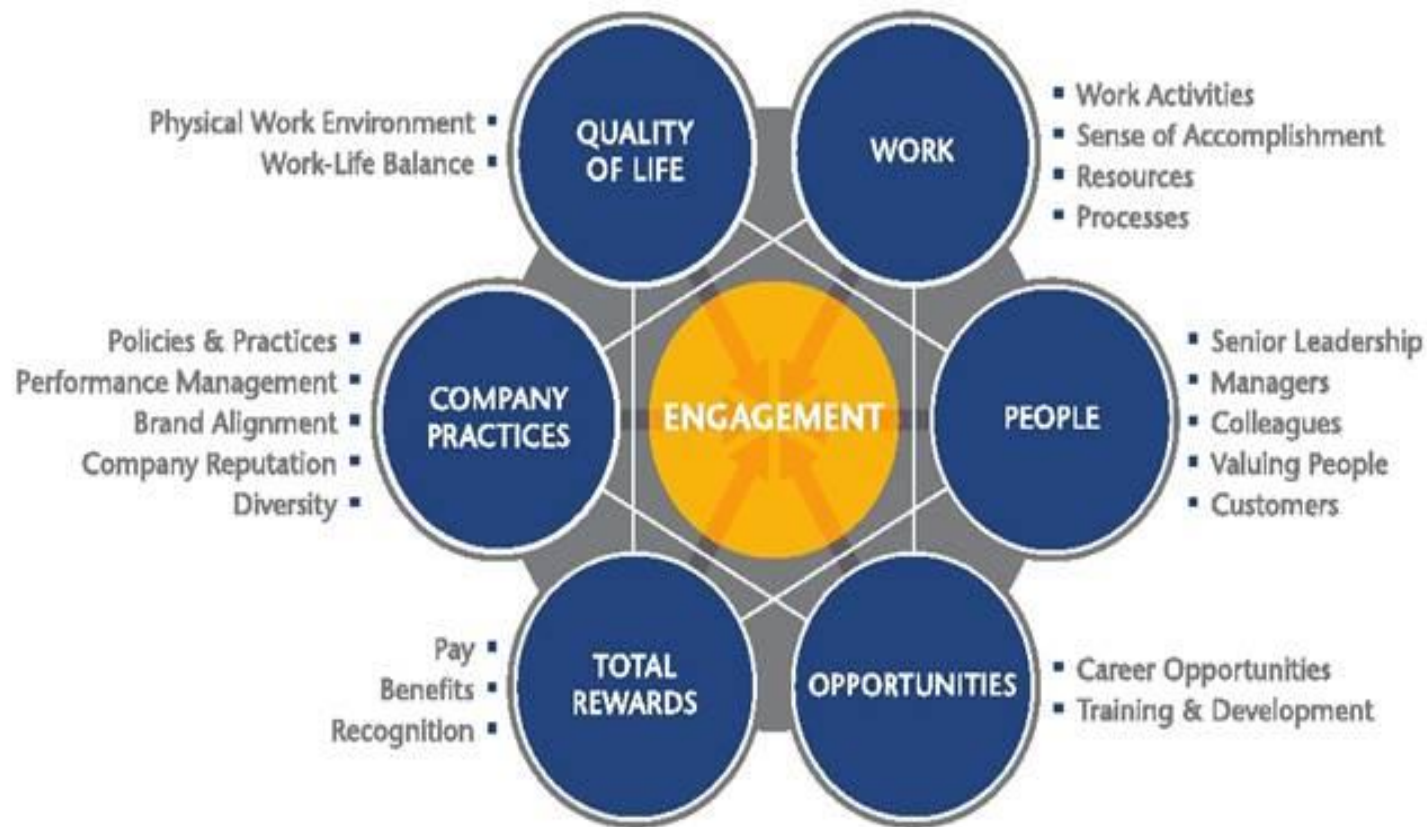 Physical Work Environment
Work-Life Balance
QUALITY
OF LIFE
WORK
Work Activities
Sense of Accomplishment
Resources
Processes
Policies & Practices
Performance Management
Brand Alignment
Company Reputation
Diversity
COMPANY
PRACTICES
ENGAGEMENT
PEOPLE
Senior Leadership
Managers
Colleagues
Valuing People
Customers
Pay
Benefits
Recognition
TOTAL
REWARDS
OPPORTUNITIES
Career Opportunities
Training & Development